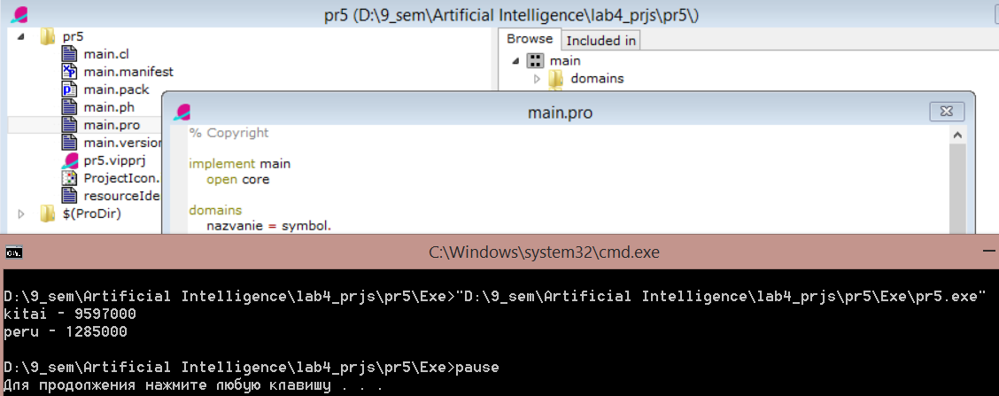 pr5 (D:\9_sem\Artificial Intelligence\lab4_prjs\pr5\)
pr5
main.cl
main.manifest
main.pack
main.ph
main.pro
main.version
pr5.vipprj
ProjectIcon.
resourceIde
$(ProDir)
Browse
Included in
main
domains
main.pro
% Copyright
implement main
open core
domains
nazvanie = symbol.
C:\Windows\system32\cmd.exe
D:\9_sem\Artificial Intelligence\lab4_prjs\pr5\Exe>"D:\9_sem\Artificial Intelligence\lab4_prjs\pr5\Exe\pr5.exe"
kitai - 9597000
peru - 1285000
D:\9_sem\Artificial Intelligence\lab4_prjs\pr5\Exe>pause
Для продолжения нажмите любую клавишу . . .